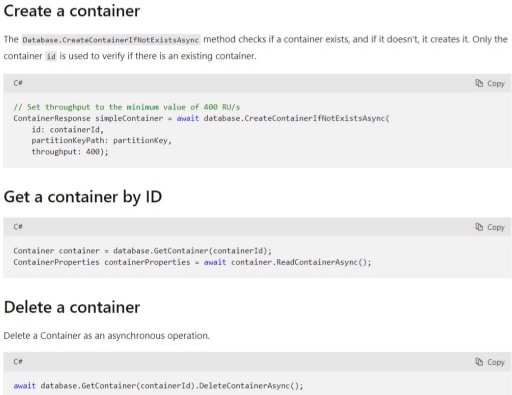 Create a container
The Database.CreateContainerIfNotExistsAsync method checks if a container exists, and if it doesn't, it creates it. Only the
container id is used to verify if there is an existing container.
C# Copy
// Set throughput to the minimum value of 400 RU/s
ContainerResponse simpleContainer = await database.CreateContainerIfNotExistsAsync(
    id: containerId,
    partitionKeyPath: partitionKey,
    throughput: 400);
Get a container by ID
C# Copy
Container container = database.GetContainer(containerId);
ContainerProperties containerProperties = await container.ReadContainerAsync();
Delete a container
Delete a Container as an asynchronous operation.
C# Copy
await database.GetContainer(containerId).DeleteContainerAsync();